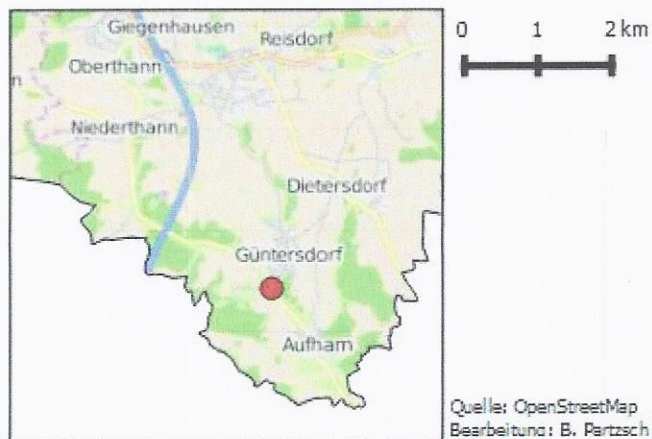 Giegenhausen
Reisdorf
Oberthann
n
Niederthann
Dietersdorf
Güntersdorf
Aufham
0 1 2 km
Quelle: OpenStreetMap
Bearbeitung: B. Partzsch